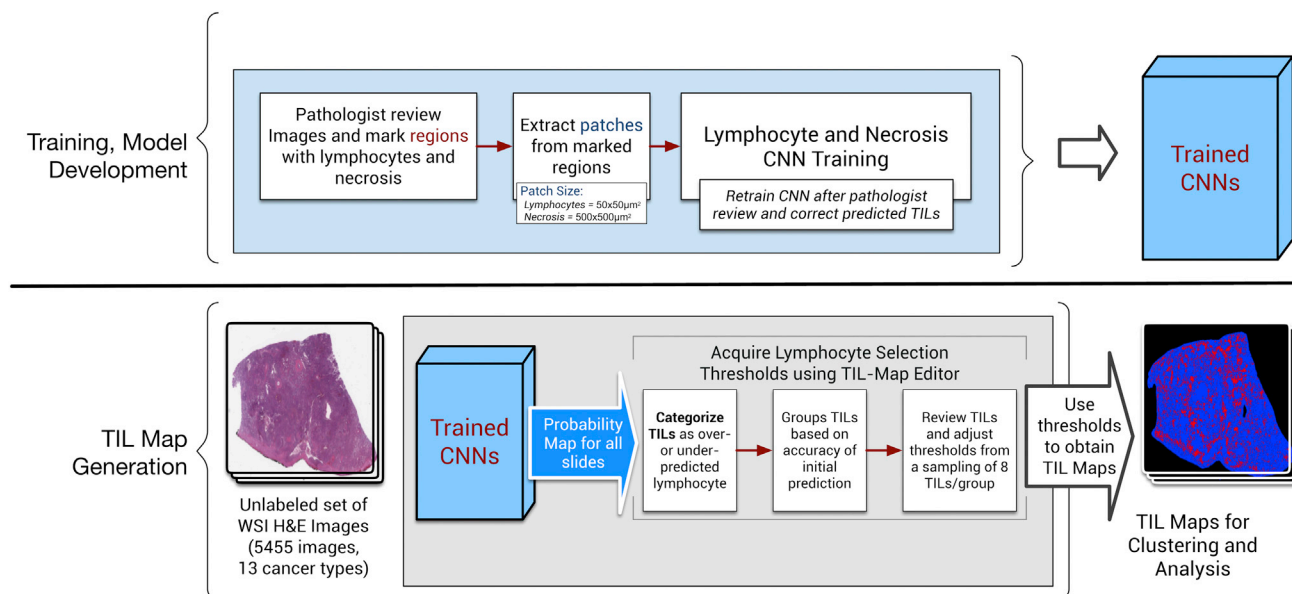 Training, Model
Development
Pathologist review
Images and mark regions
with lymphocytes and
necrosis
Extract patches
from marked
regions
Patch Size:
Lymphocytes = 50x50µm²
Necrosis = 500x500µm²
Lymphocyte and Necrosis
CNN Training
Retrain CNN after pathologist
review and correct predicted TILs
Trained
CNNs
TIL Map
Generation
Unlabeled set of
WSI H&E Images
(5455 images,
13 cancer types)
Trained
CNNs
Probability
Map for all
slides
Acquire Lymphocyte Selection
Thresholds using TIL-Map Editor
Categorize
TILs as over-
or under-
predicted
lymphocyte
Groups TILs
based on
accuracy of
initial
prediction
Review TILs
and adjust
thresholds from
a sampling of 8
TILs/group
Use
thresholds
to obtain
TIL Maps
TIL Maps for
Clustering and
Analysis